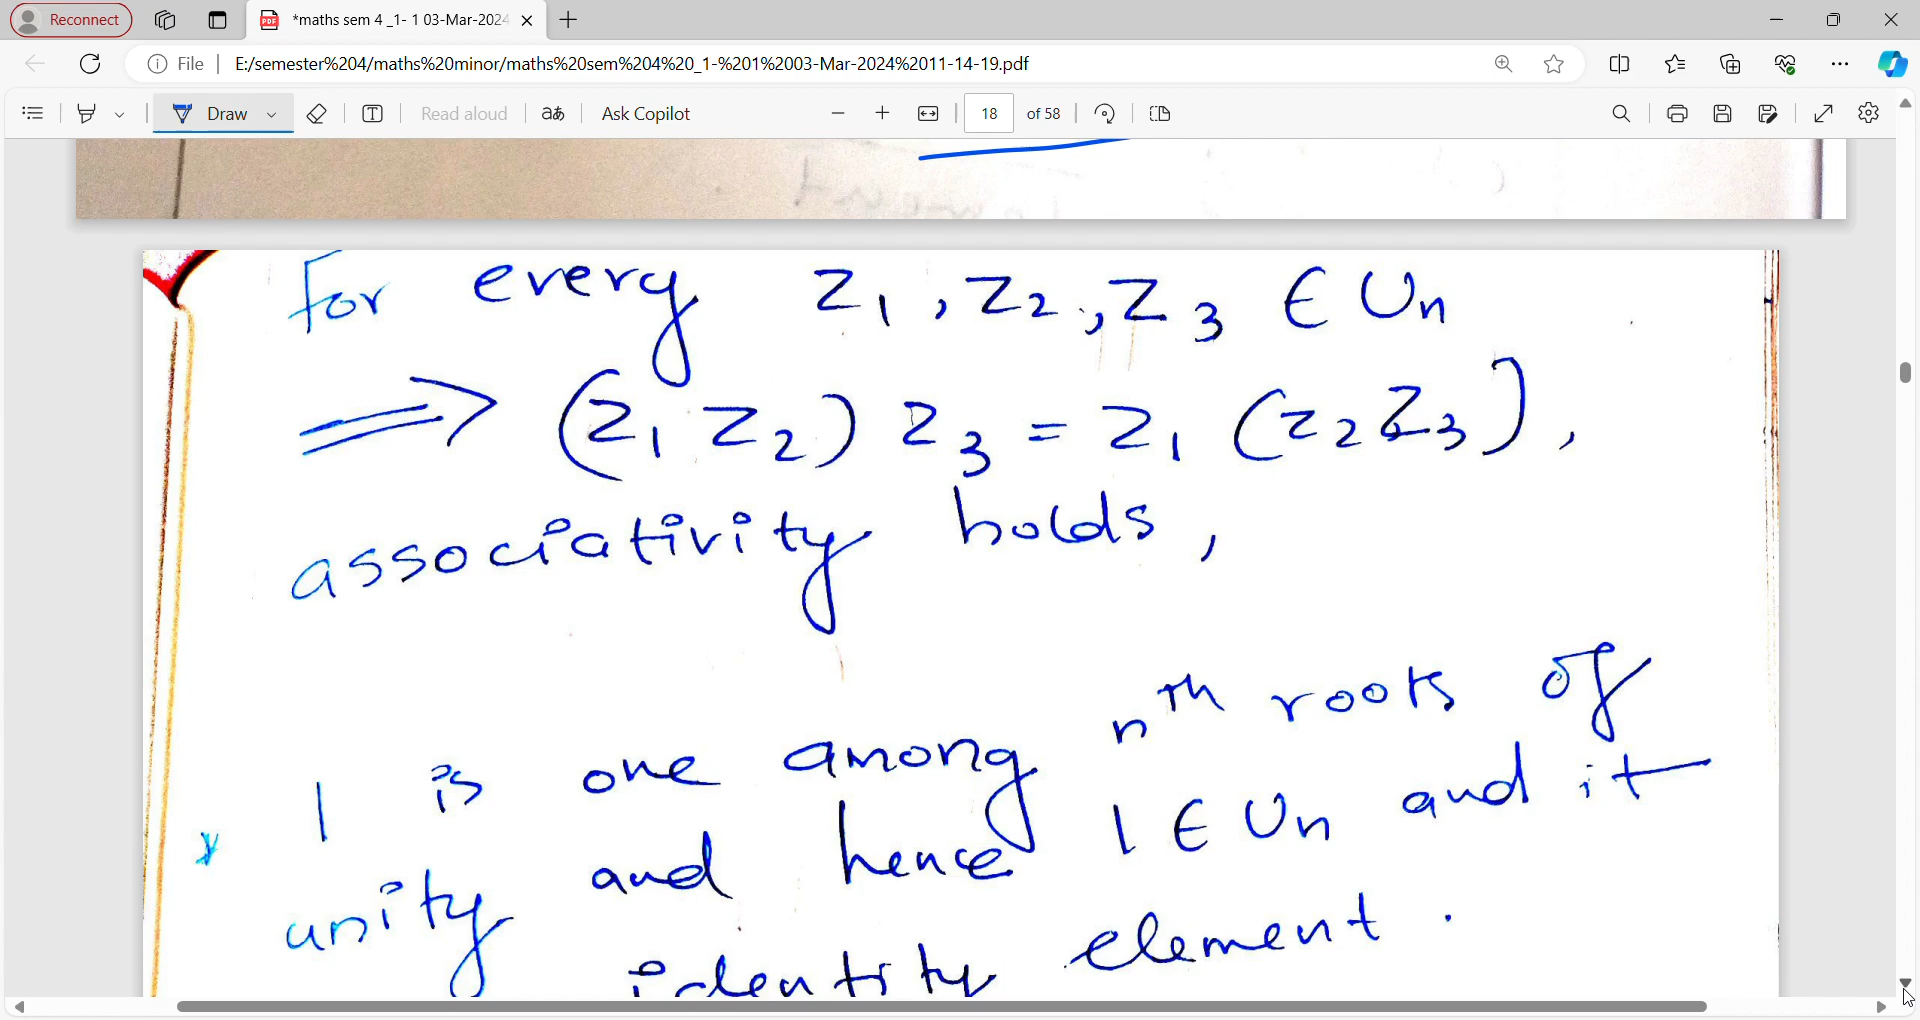 Reconnect
*maths sem 4 _1- 1 03-Mar-2024
File
E:/semester%204/maths%20minor/maths%20sem%204%20_1-%201%2003-Mar-2024%2011-14-19.pdf
Draw
Read aloud
aあ
Ask Copilot
18 of 58
For every z1, z2, z3 ∈ Un
⟹ (z1 z2) z3 = z1 (z2 z3),
associativity holds,
1 is one among nth roots of
unity and hence 1 ∈ Un and it
identity element.